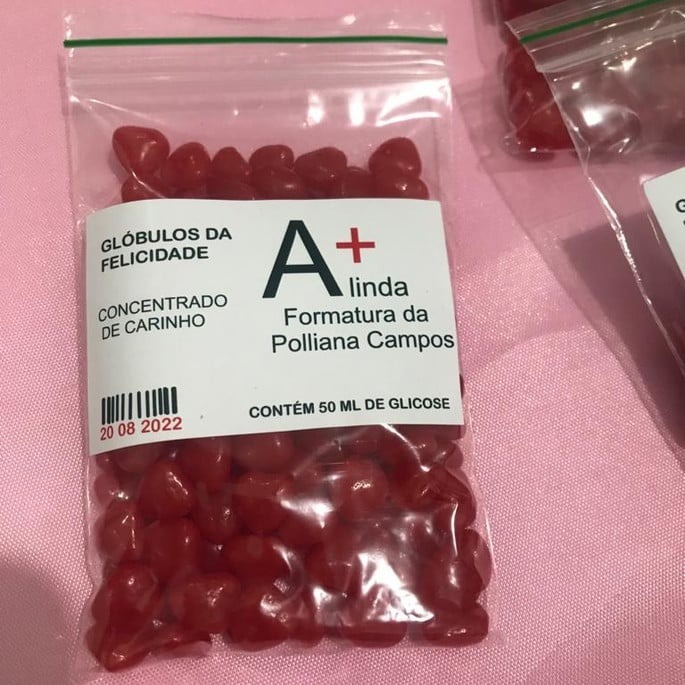 GLÓBULOS DA
FELICIDADE
CONCENTRADO
DE CARINHO
A+
linda
Formatura da
Polliana Campos
CONTÉM 50 ML DE GLICOSE
20 08 2022
G